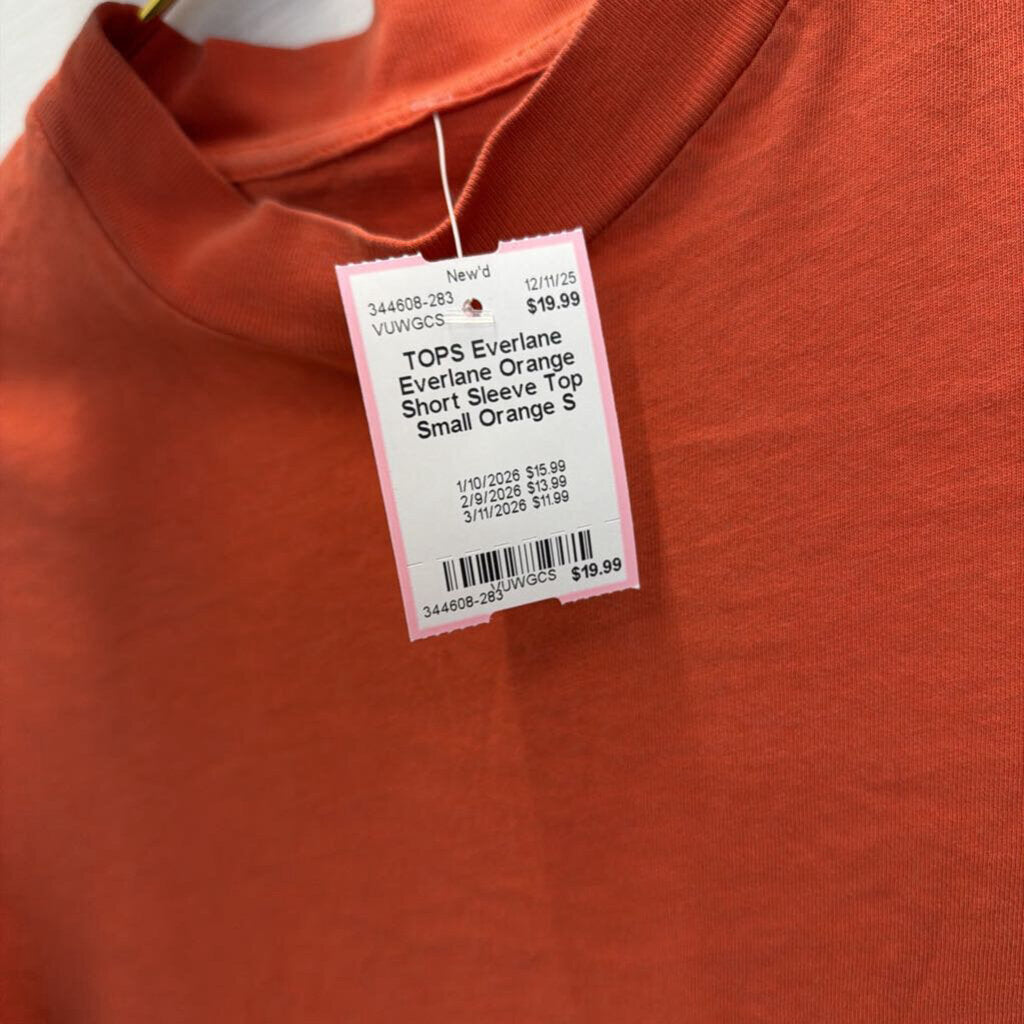 New'd
344608-283 12/11/25
VUWGCS $19.99
TOPS Everlane
Everlane Orange
Short Sleeve Top
Small Orange S
1/10/2026 $15.99
2/9/2026 $13.99
3/11/2026 $11.99
VUWGCS $19.99
344608-283